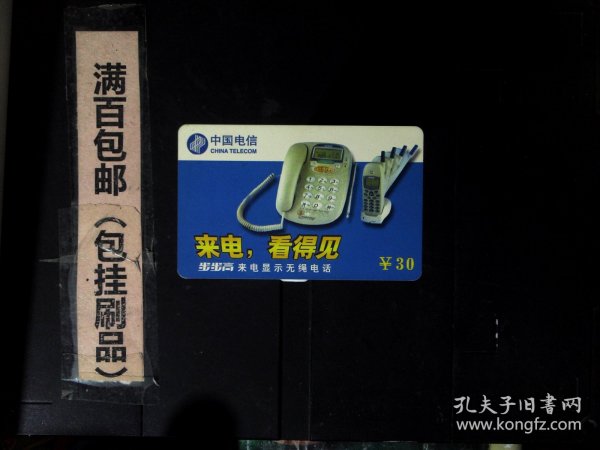 满百包邮（包挂刷品）
中国电信
CHINA TELECOM
来电，看得见
步步高 来电显示无绳电话
￥30
孔夫子旧书网
www.kongfz.com